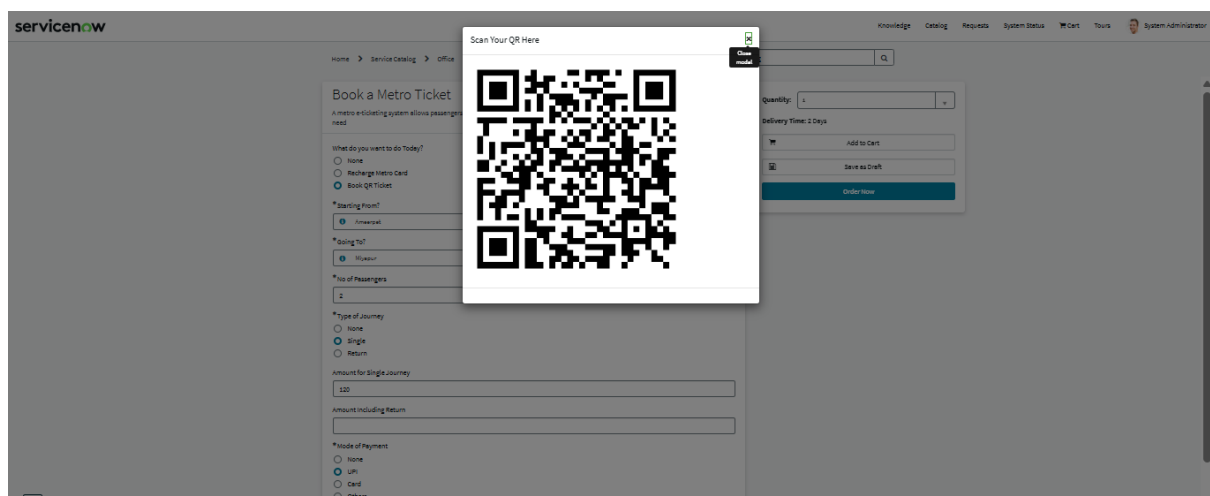 servicenow
Knowledge Catalog Requests System Status Cart Tours System Administrator
Scan Your QR Here
Close modal
Home > Service Catalog > Office
Book a Metro Ticket
A metro e-ticketing system allows passengers
need
What do you want to do Today?
None
Recharge Metro Card
Book QR Ticket
*Starting From?
Ameerpet
*Going To?
Miyapur
*No of Passengers
2
*Type of Journey
None
Single
Return
Amount for Single Journey
120
Amount Including Return
*Mode of Payment
None
UPI
Card
Others
Quantity: 1
Delivery Time: 2 Days
Add to Cart
Save as Draft
Order Now